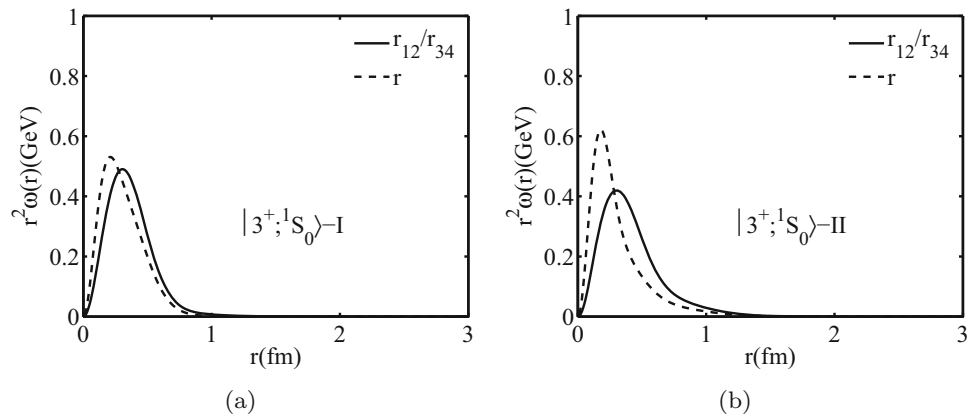 1
0.8
0.6
0.4
0.2
0
r²ω(r)(GeV)
r₁₂/r₃₄
r
|3⁺;¹S₀⟩−I
0 1 2 3
r(fm)
(a)
1
0.8
0.6
0.4
0.2
0
r²ω(r)(GeV)
r₁₂/r₃₄
r
|3⁺;¹S₀⟩−II
0 1 2 3
r(fm)
(b)